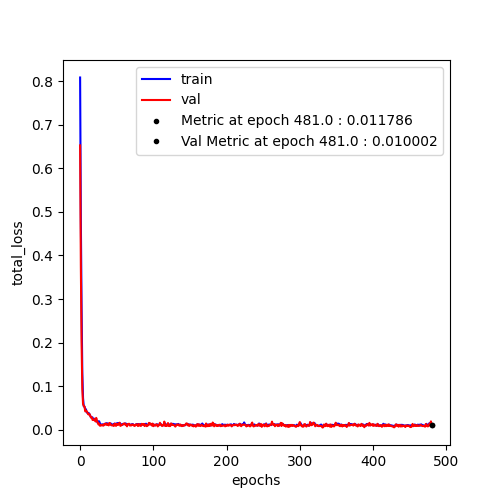 0.8
0.7
0.6
0.5
0.4
0.3
0.2
0.1
0.0
total_loss
train
val
Metric at epoch 481.0 : 0.011786
Val Metric at epoch 481.0 : 0.010002
0 100 200 300 400 500
epochs